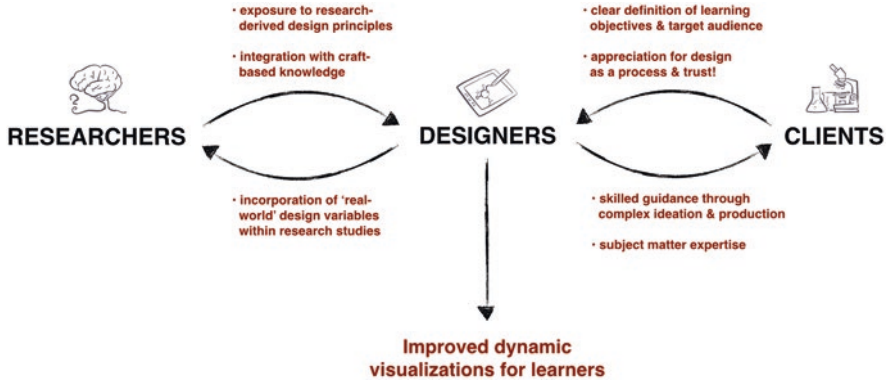 · exposure to research-
derived design principles
· integration with craft-
based knowledge
· clear definition of learning
objectives & target audience
· appreciation for design
as a process & trust!
?
RESEARCHERS
DESIGNERS
CLIENTS
· incorporation of ‘real-
world’ design variables
within research studies
· skilled guidance through
complex ideation & production
· subject matter expertise
Improved dynamic
visualizations for learners